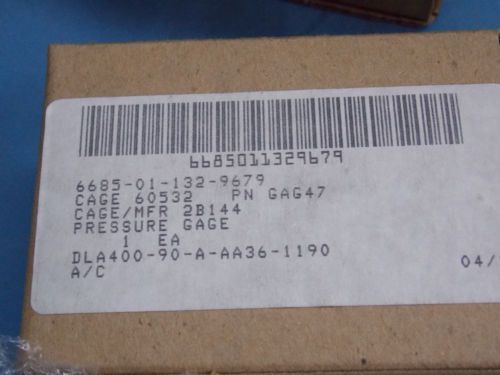 6685011329679
6685-01-132-9679
CAGE 60532 PN GAG47
CAGE/MFR 2B144
PRESSURE GAGE
1 EA
DLA400-90-A-AA36-1190
A/C 04/